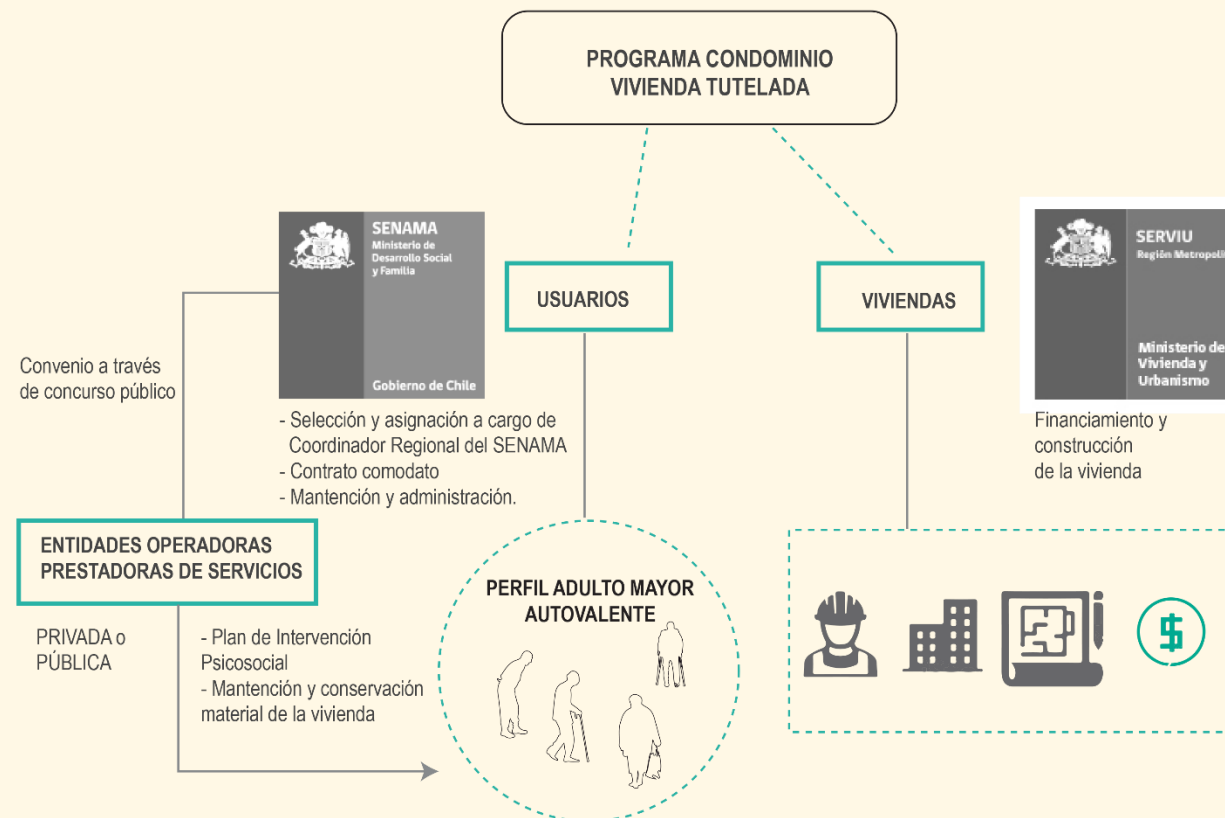 PROGRAMA CONDOMINIO
VIVIENDA TUTELADA
SENAMA
Ministerio de
Desarrollo Social
y Familia
Gobierno de Chile
USUARIOS
VIVIENDAS
SERVIU
Ministerio de
Vivienda y
Urbanismo
Convenio a través
de concurso público
- Selección y asignación a cargo de
Coordinador Regional del SENAMA
- Contrato comodato
- Mantención y administración.
Financiamiento y
construcción
de la vivienda
ENTIDADES OPERADORAS
PRESTADORAS DE SERVICIOS
PRIVADA o
PÚBLICA
- Plan de Intervención
Psicosocial
- Mantención y conservación
material de la vivienda
PERFIL ADULTO MAYOR
AUTOVALENTE
$